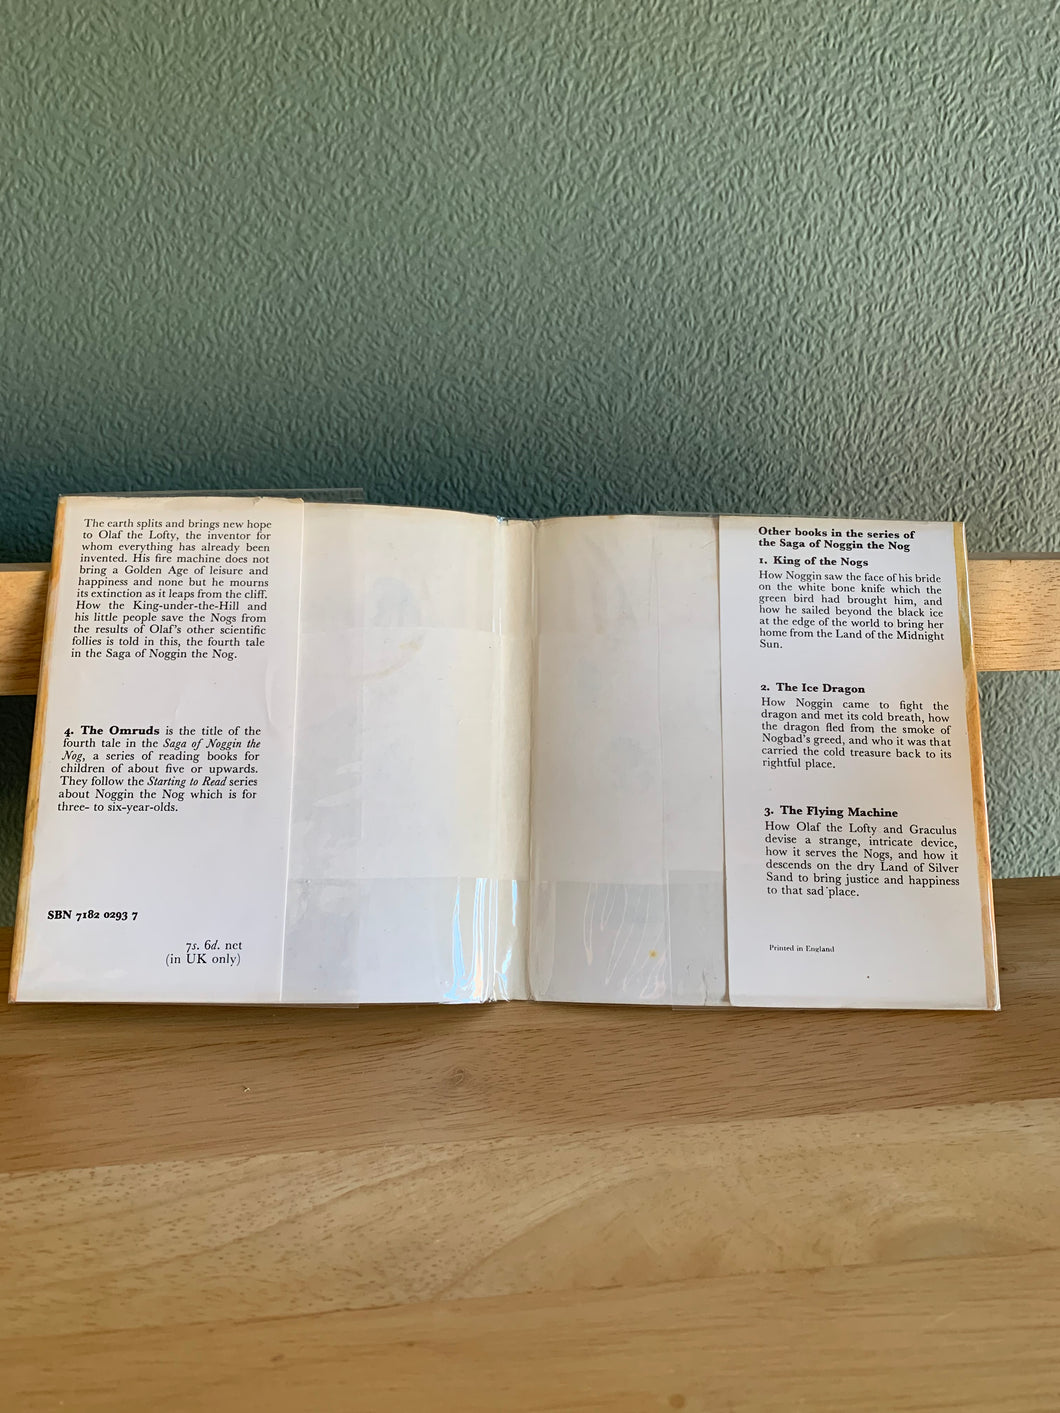 The earth splits and brings new hope
to Olaf the Lofty, the inventor for
whom everything has already been
invented. His fire machine does not
bring a Golden Age of leisure and
happiness and none but he mourns
its extinction as it leaps from the cliff.
How the King-under-the-Hill and
his little people save the Nogs from
the results of Olaf's other scientific
follies is told in this, the fourth tale
in the Saga of Noggin the Nog.
4. The Omruds is the title of the
fourth tale in the Saga of Noggin the
Nog, a series of reading books for
children of about five or upwards.
They follow the Starting to Read series
about Noggin the Nog which is for
three- to six-year-olds.
SBN 7182 0293 7
7s. 6d. net
(in UK only)
Other books in the series of
the Saga of Noggin the Nog
1. King of the Nogs
How Noggin saw the face of his bride
on the white bone knife which the
green bird had brought him, and
how he sailed beyond the black ice
at the edge of the world to bring her
home from the Land of the Midnight
Sun.
2. The Ice Dragon
How Noggin came to fight the
dragon and met its cold breath, how
the dragon fled from the smoke of
Nogbad's greed, and who it was that
carried the cold treasure back to its
rightful place.
3. The Flying Machine
How Olaf the Lofty and Graculus
devise a strange, intricate device,
how it serves the Nogs, and how it
descends on the dry Land of Silver
Sand to bring justice and happiness
to that sad place.
Printed in England